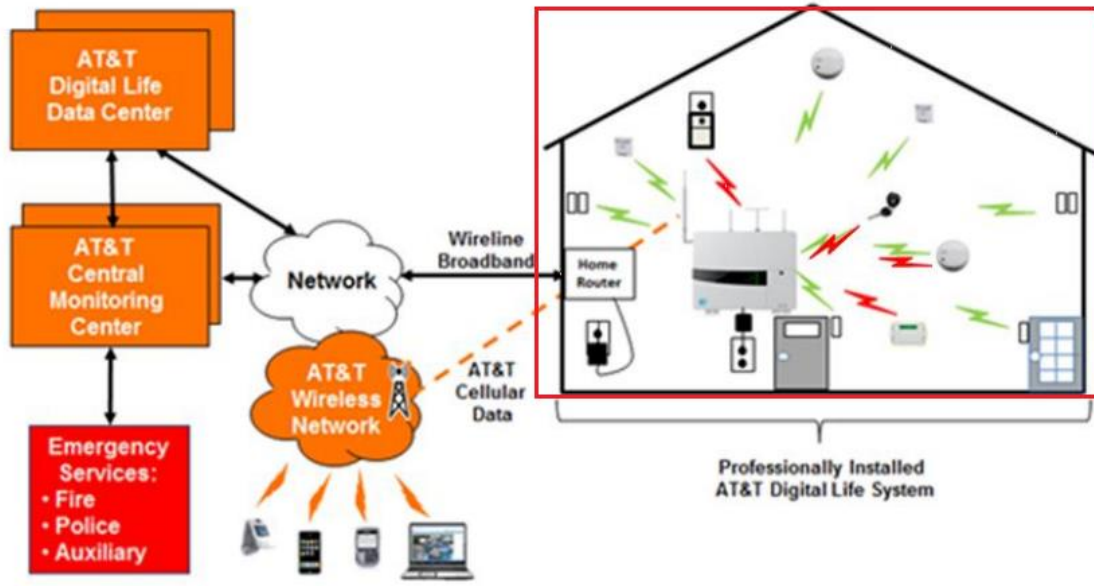 AT&T
Digital Life
Data Center
AT&T
Central
Monitoring
Center
Emergency
Services:
• Fire
• Police
• Auxiliary
Network
AT&T
Wireless
Network
Wireline
Broadband
AT&T
Cellular
Data
Home
Router
Professionally Installed
AT&T Digital Life System